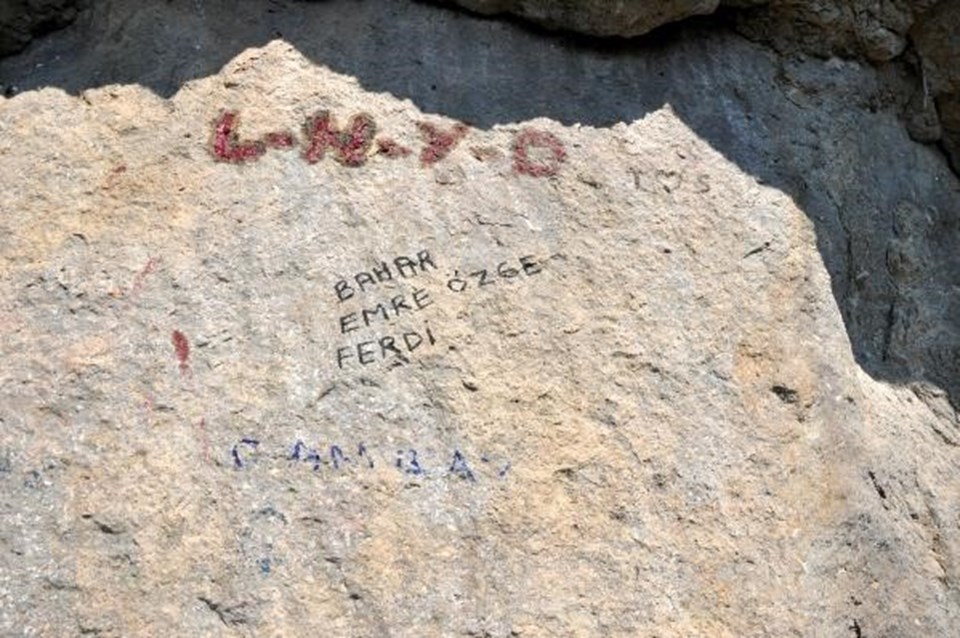 L.H.Y.O
BAHAR
EMRE ÖZGE
FERDİ